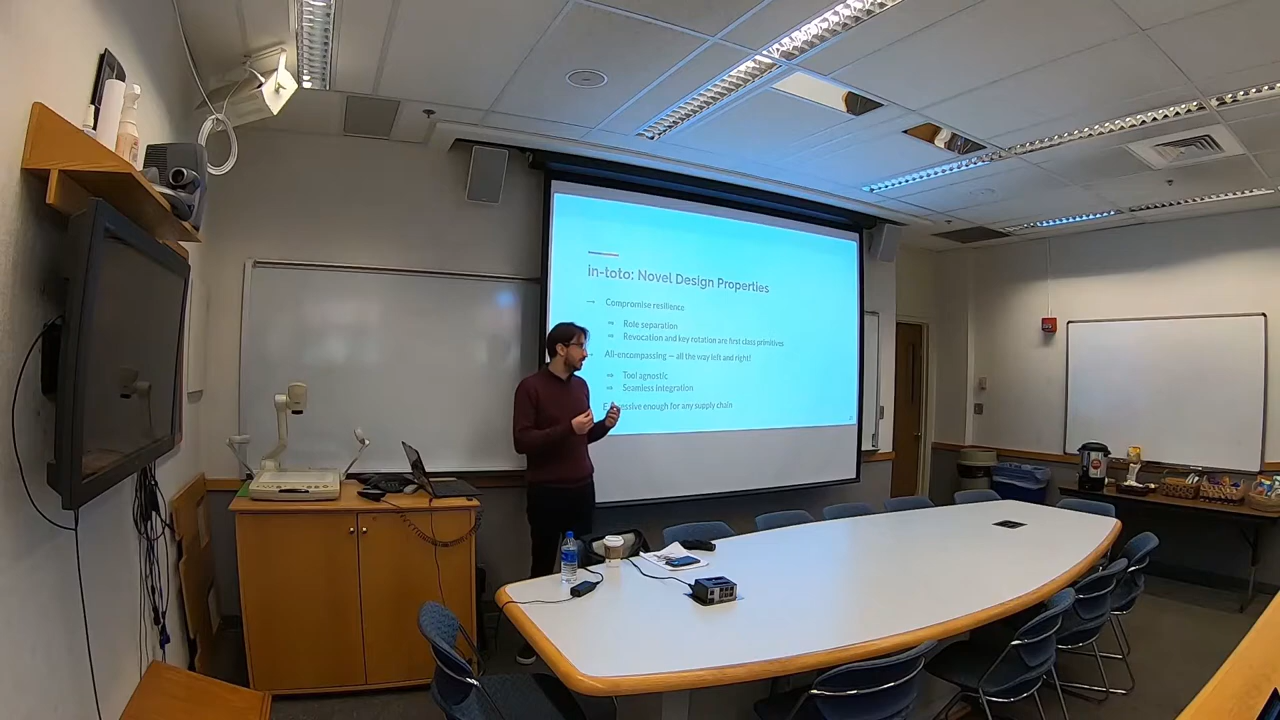 in-toto: Novel Design Properties
→ Compromise resilience
⇒ Role separation
⇒ Revocation and key rotation are first class primitives
All-encompassing — all the way left and right!
⇒ Tool agnostic
⇒ Seamless integration
enough for any supply chain